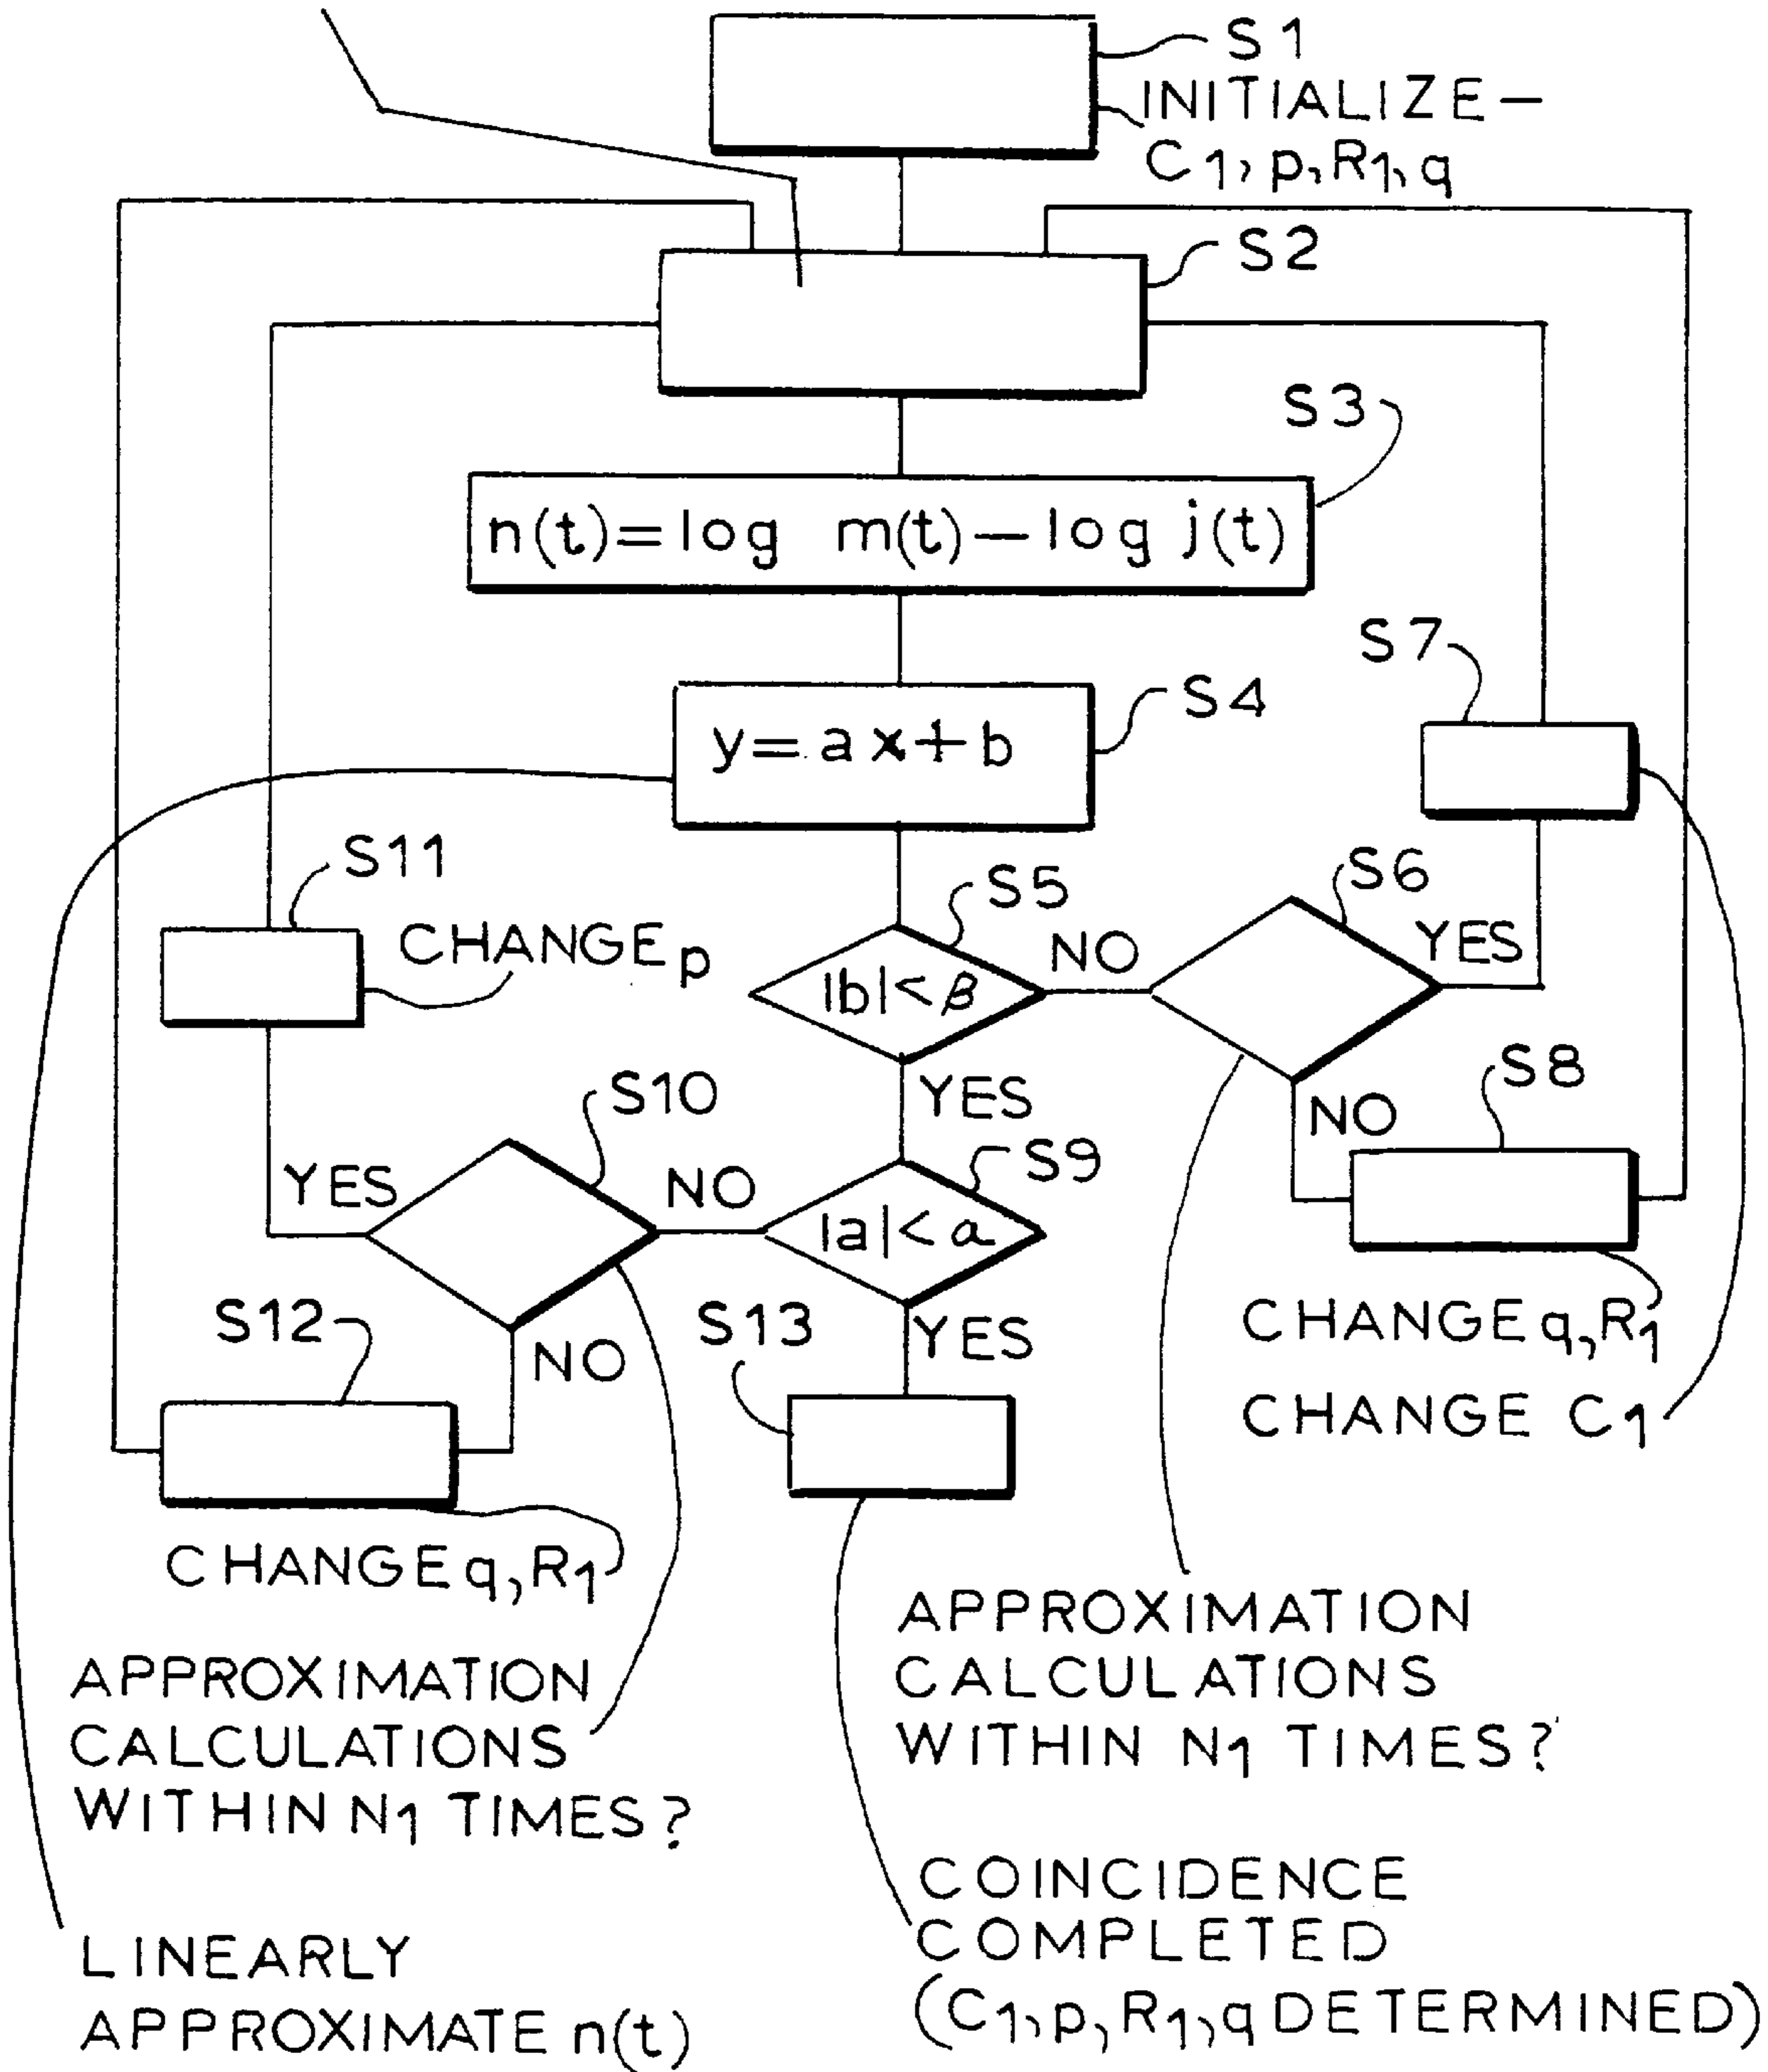 S1
INITIALIZE—
C1, p, R1, q
S2
S3
n(t)=log m(t)—log j(t)
S7
S4
y=ax+b
S11
S5
S6
CHANGE p
NO
YES
|b|<β
S8
S10
YES
NO
S9
YES
NO
|a|<α
S12
S13
YES
CHANGE q, R1
NO
CHANGE C1
CHANGE q, R1
APPROXIMATION
CALCULATIONS
WITHIN N1 TIMES?
APPROXIMATION
CALCULATIONS
WITHIN N1 TIMES?
COINCIDENCE
COMPLETED
(C1, p, R1, q DETERMINED)
LINEARLY
APPROXIMATE n(t)